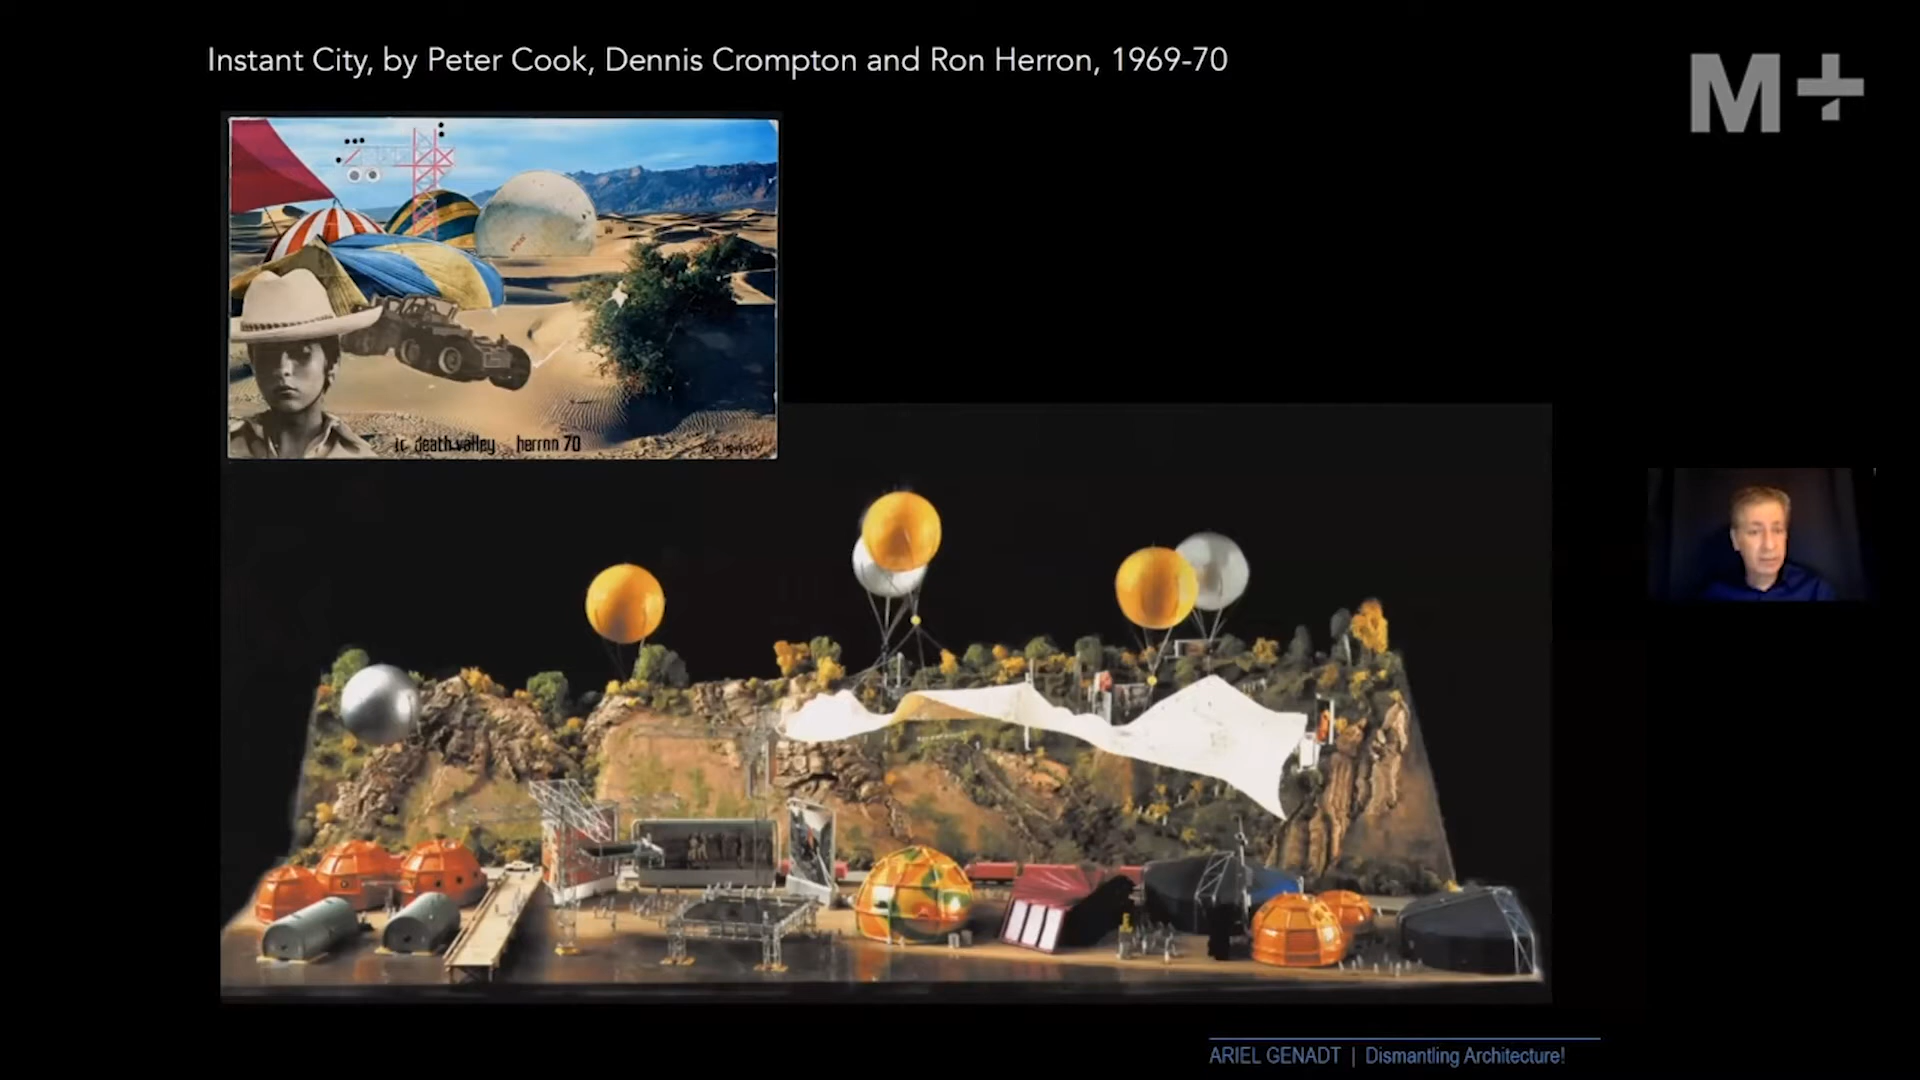 Instant City, by Peter Cook, Dennis Crompton and Ron Herron, 1969-70
M+
ic death valley herron 70
ARIEL GENADT | Dismantling Architecture!